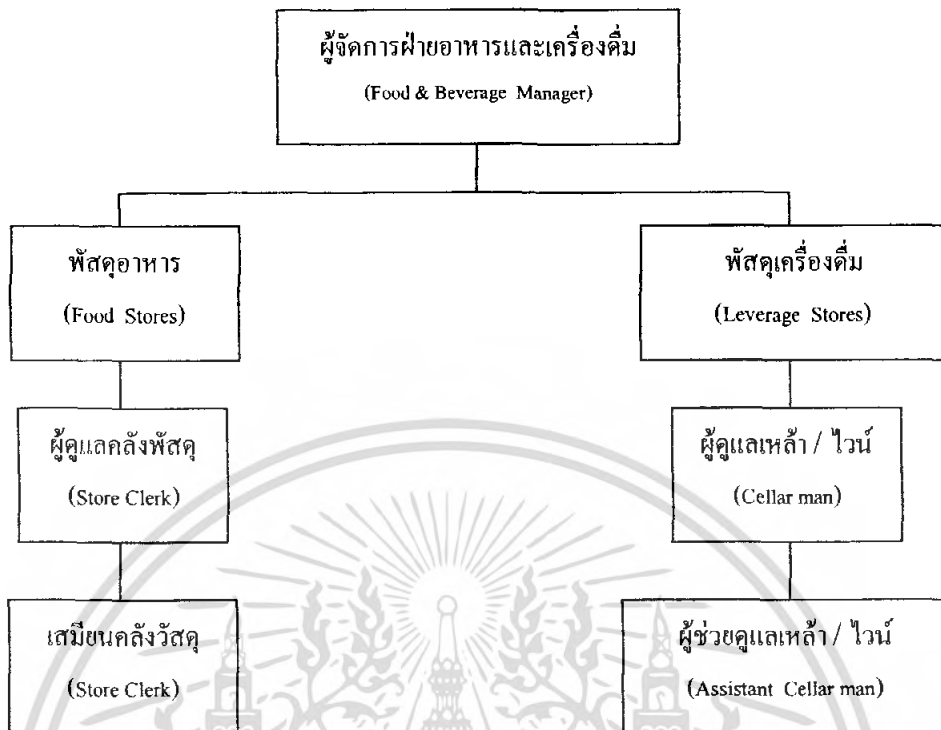 ผู้จัดการฝ่ายอาหารและเครื่องดื่ม
(Food & Beverage Manager)
พัสดุอาหาร
(Food Stores)
พัสดุเครื่องดื่ม
(Leverage Stores)
ผู้ดูแลคลังพัสดุ
(Store Clerk)
ผู้ดูแลเหล้า / ไวน์
(Cellar man)
เสมียนคลังวัสดุ
(Store Clerk)
ผู้ช่วยดูแลเหล้า / ไวน์
(Assistant Cellar man)